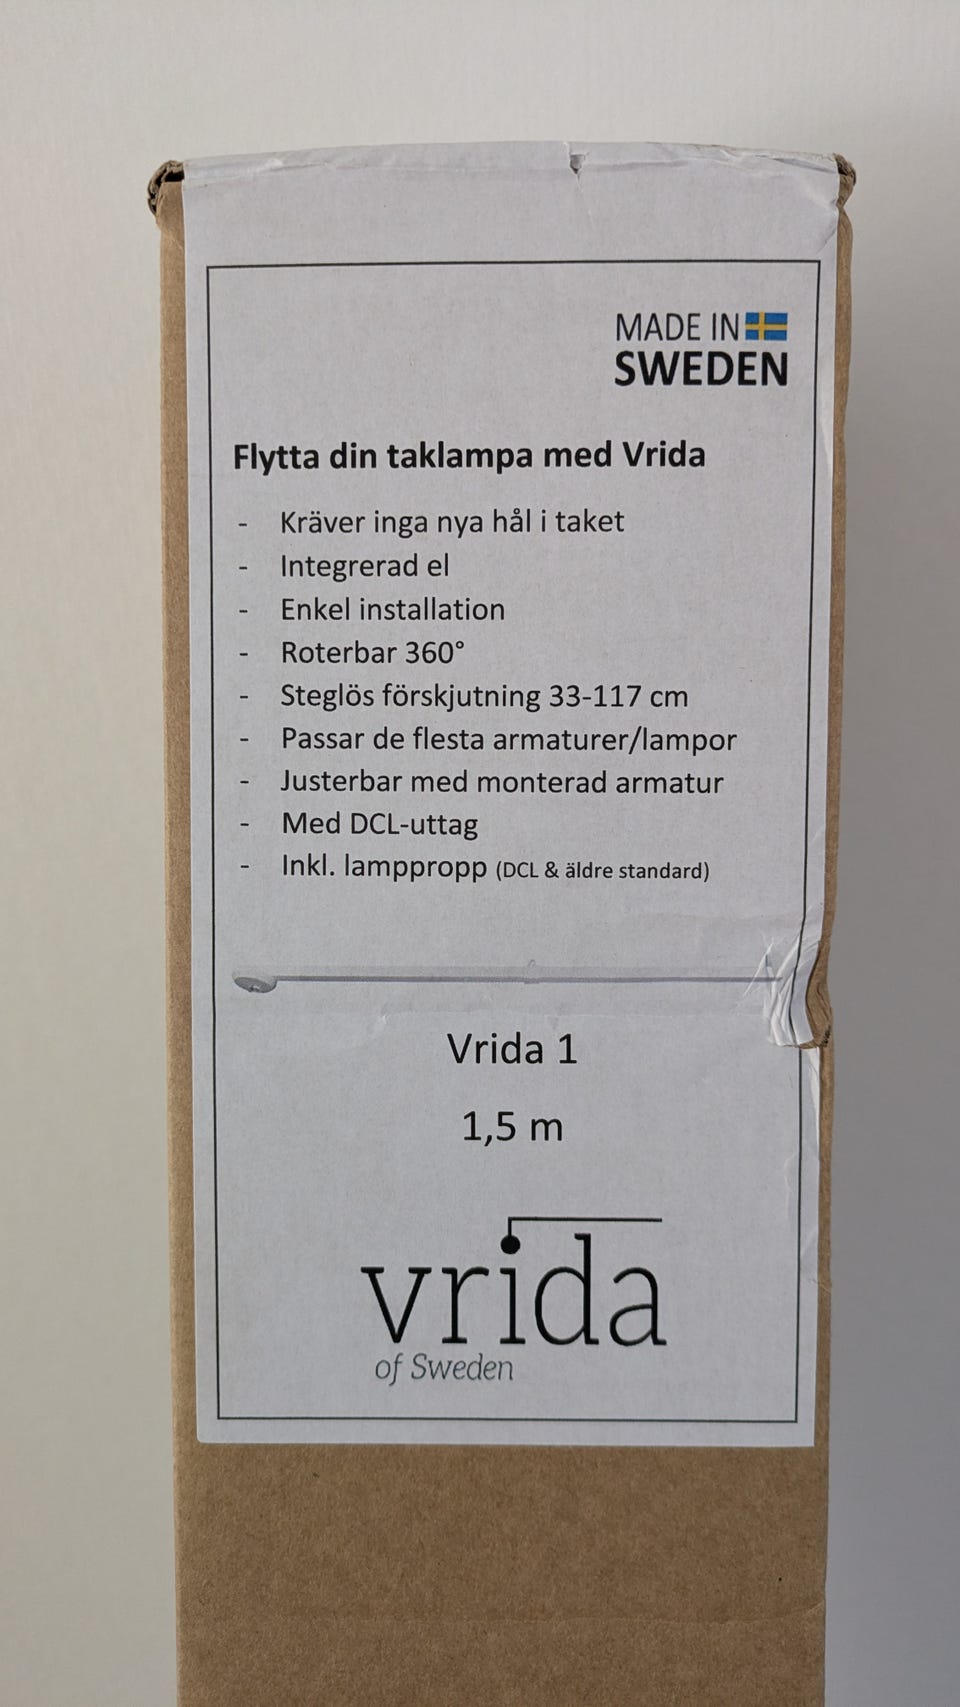 MADE IN
SWEDEN
Flytta din taklampa med Vrida
- Kräver inga nya hål i taket
- Integrerad el
- Enkel installation
- Roterbar 360°
- Steglös förskjutning 33-117 cm
- Passar de flesta armaturer/lampor
- Justerbar med monterad armatur
- Med DCL-uttag
- Inkl. lamppropp (DCL & äldre standard)
Vrida 1
1,5 m
vrida
of Sweden